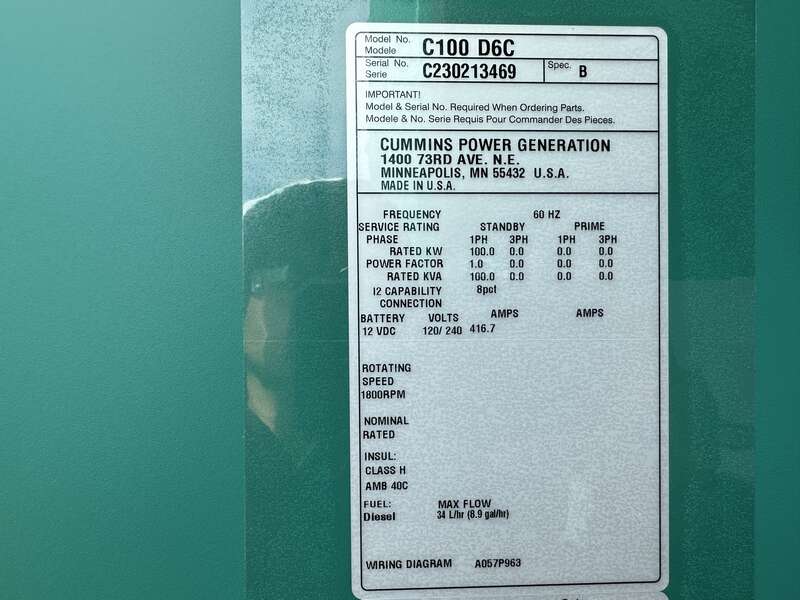 Model No. C100 D6C
Modele
Serial No. C230213469 Spec. B
Serie
IMPORTANT!
Model & Serial No. Required When Ordering Parts.
Modele & No. Serie Requis Pour Commander Des Pieces.
CUMMINS POWER GENERATION
1400 73RD AVE. N.E.
MINNEAPOLIS, MN 55432 U.S.A.
MADE IN U.S.A.
FREQUENCY 60 HZ
SERVICE RATING STANDBY PRIME
PHASE 1PH 3PH 1PH 3PH
RATED KW 100.0 0.0 0.0 0.0
POWER FACTOR 1.0 0.0 0.0 0.0
RATED KVA 100.0 0.0 0.0 0.0
I2 CAPABILITY 8pct
CONNECTION
BATTERY VOLTS AMPS AMPS
12 VDC 120/ 240 416.7
ROTATING
SPEED
1800RPM
NOMINAL
RATED
INSUL:
CLASS H
AMB 40C
FUEL: MAX FLOW
Diesel 34 L/hr (8.9 gal/hr)
WIRING DIAGRAM A057P963